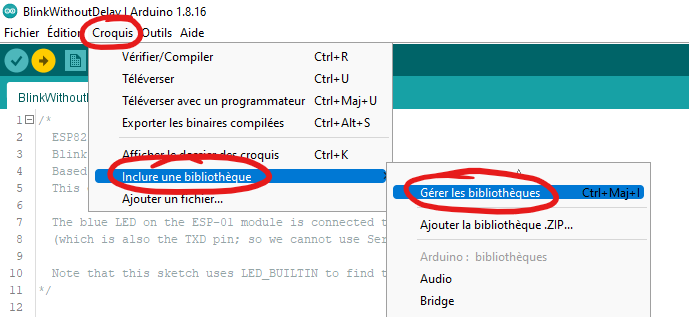 BlinkWithoutDelay | Arduino 1.8.16
Fichier Édition Croquis Outils Aide
BlinkWithoutD
Vérifier/Compiler Ctrl+R
Téléverser Ctrl+U
Téléverser avec un programmateur Ctrl+Maj+U
Exporter les binaires compilées Ctrl+Alt+S
Afficher le dossier des croquis Ctrl+K
Inclure une bibliothèque
Ajouter un fichier...
Gérer les bibliothèques Ctrl+Maj+I
Ajouter la bibliothèque .ZIP...
Arduino : bibliothèques
Audio
Bridge
1 /*
2 ESP82
3 Blink
4 Based
5 This
6
7 The blue LED on the ESP-01 module is connected t
8 (which is also the TXD pin; so we cannot use Ser
9
10 Note that this sketch uses LED_BUILTIN to find t
11 */
12